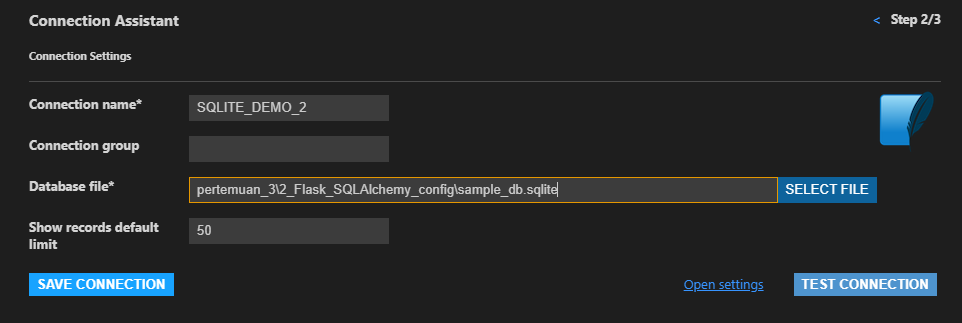 Connection Assistant
< Step 2/3
Connection Settings
Connection name* SQLITE_DEMO_2
Connection group
Database file* pertemuan_3\2_Flask_SQLAlchemy_config\sample_db.sqlite SELECT FILE
Show records default
limit 50
SAVE CONNECTION Open settings TEST CONNECTION